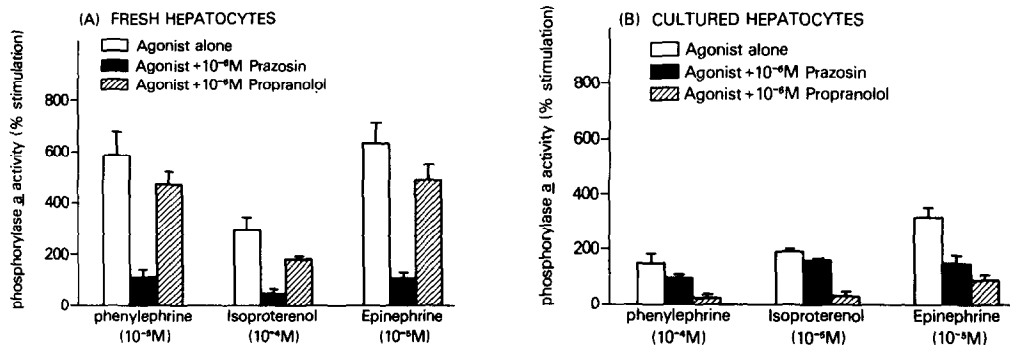 (A) FRESH HEPATOCYTES
Agonist alone
Agonist +10⁻⁶M Prazosin
Agonist +10⁻⁶M Propranolol
phosphorylase a activity (% stimulation)
800
600
400
200
0
phenylephrine
(10⁻⁵M)
Isoproterenol
(10⁻⁴M)
Epinephrine
(10⁻⁵M)
(B) CULTURED HEPATOCYTES
Agonist alone
Agonist +10⁻⁶M Prazosin
Agonist +10⁻⁶M Propranolol
phosphorylase a activity (% stimulation)
800
600
400
200
0
phenylephrine
(10⁻⁴M)
Isoproterenol
(10⁻⁵M)
Epinephrine
(10⁻⁵M)